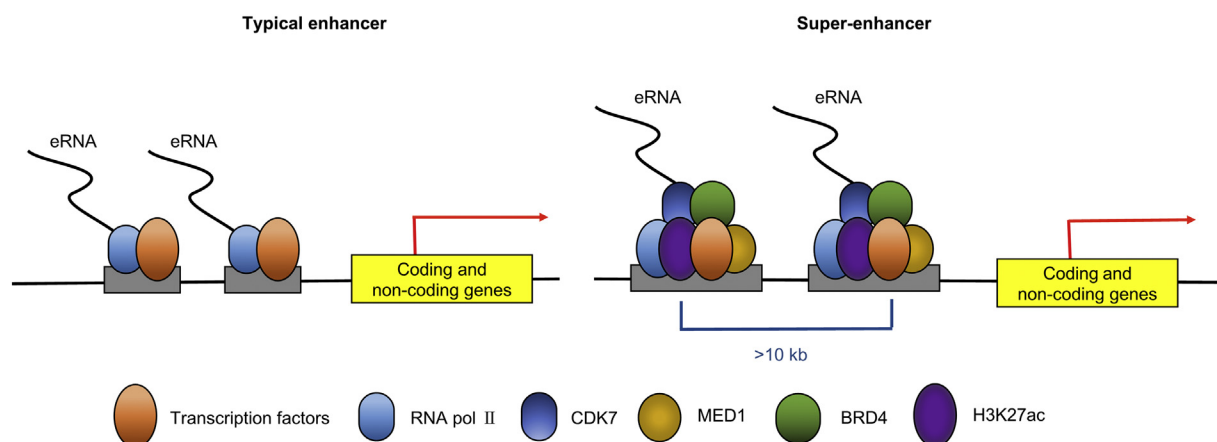 Typical enhancer
Super-enhancer
eRNA
eRNA
eRNA
eRNA
Coding and
non-coding genes
Coding and
non-coding genes
>10 kb
Transcription factors
RNA pol Ⅱ
CDK7
MED1
BRD4
H3K27ac